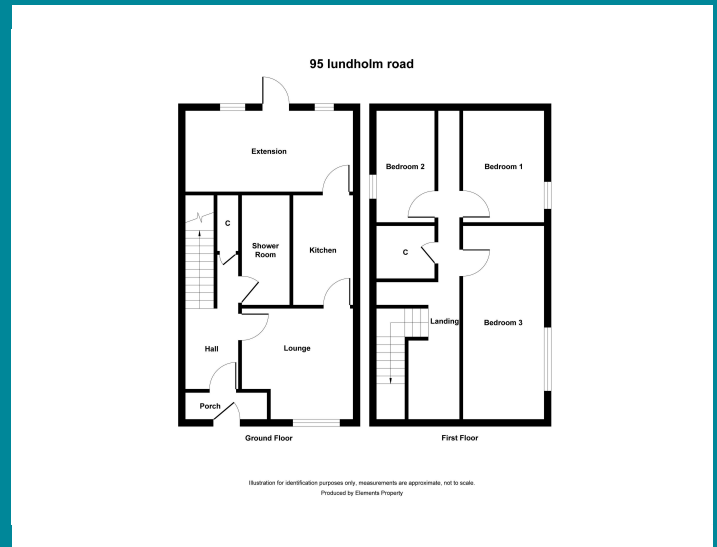 95 lundholm road
Extension
Bedroom 2
Bedroom 1
C
Shower
Room
Kitchen
C
Landing
Bedroom 3
Hall
Lounge
Porch
Ground Floor
First Floor
Illustration for identification purposes only, measurements are approximate, not to scale.
Produced by Elements Property